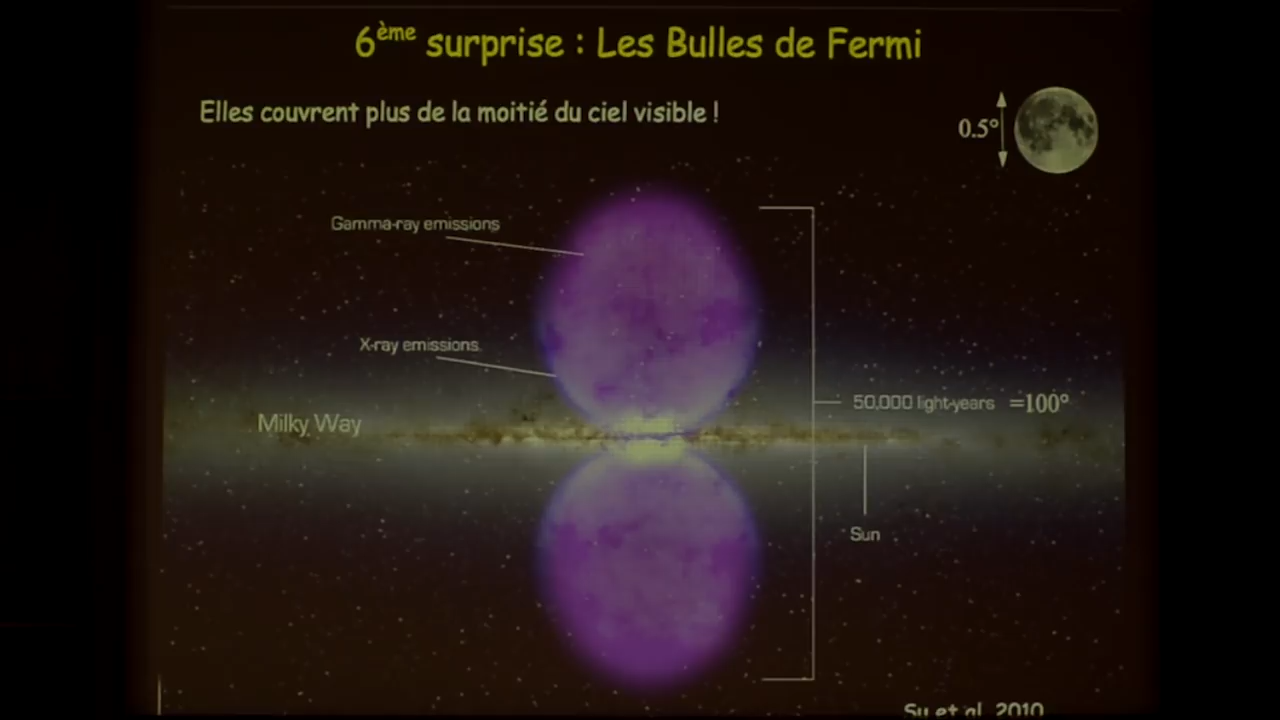 6ème surprise : Les Bulles de Fermi
Elles couvrent plus de la moitié du ciel visible !
0.5°
Gamma-ray emissions
X-ray emissions
50,000 light-years =100°
Milky Way
Sun
Su et al. 2010